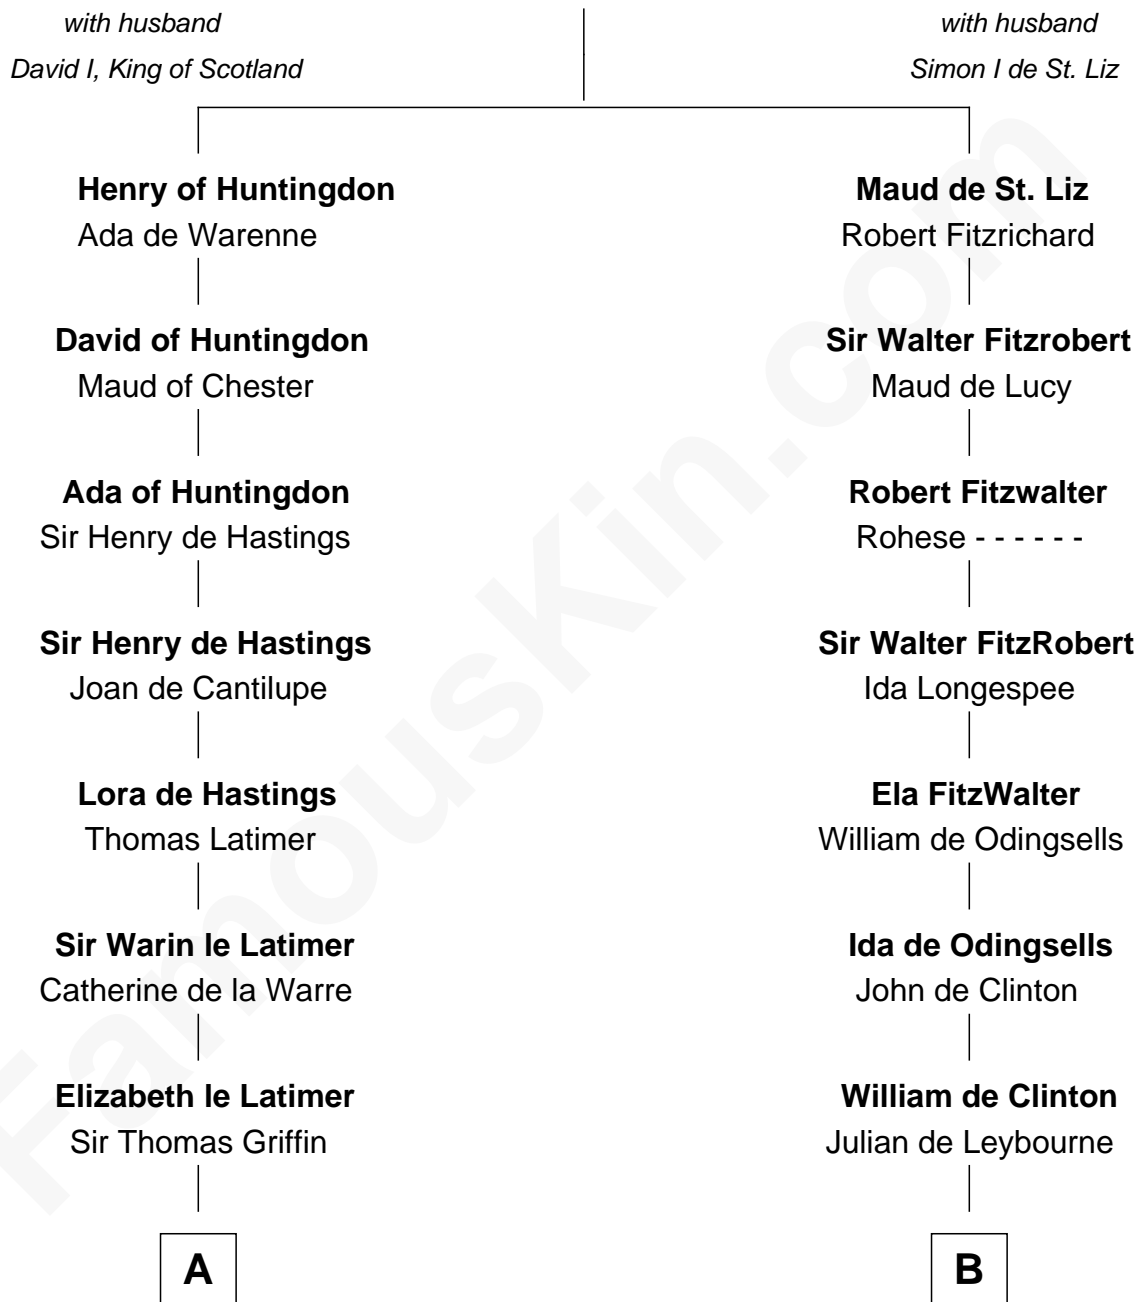 with husband
David I, King of Scotland
with husband
Simon I de St. Liz
Henry of Huntingdon
Ada de Warenne
Maud de St. Liz
Robert Fitzrichard
David of Huntingdon
Maud of Chester
Sir Walter Fitzrobert
Maud de Lucy
Ada of Huntingdon
Sir Henry de Hastings
Robert Fitzwalter
Rohese - - - - - -
Sir Henry de Hastings
Joan de Cantilupe
Sir Walter FitzRobert
Ida Longespee
Lora de Hastings
Thomas Latimer
Ela FitzWalter
William de Odingsells
Sir Warin le Latimer
Catherine de la Warre
Ida de Odingsells
John de Clinton
Elizabeth le Latimer
Sir Thomas Griffin
William de Clinton
Julian de Leybourne
A
B
FamousKin.com